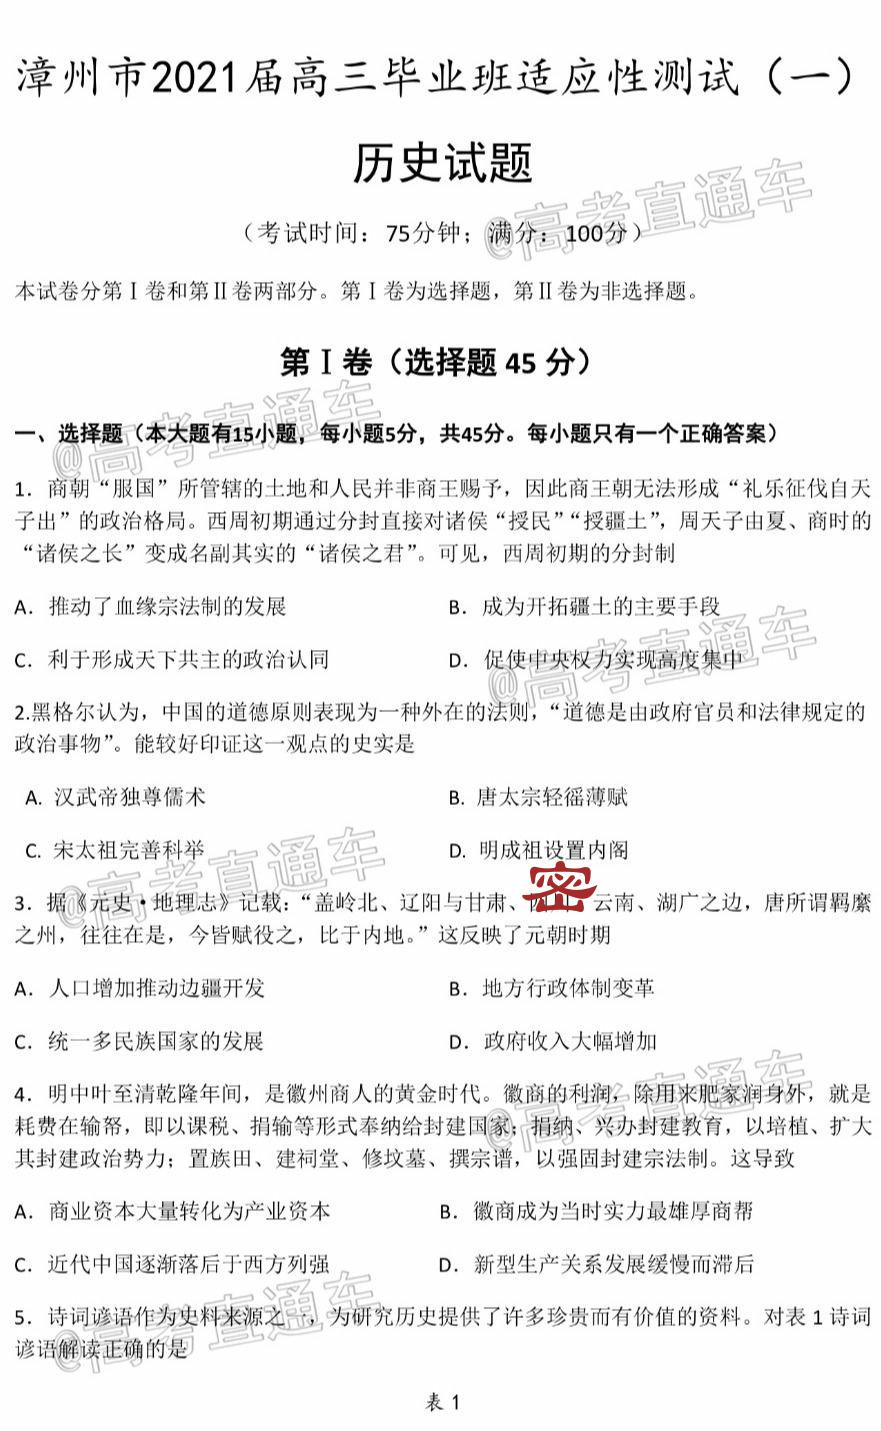 漳州市2021届高三毕业班适应性测试（一）
历史试题
（考试时间：75分钟；满分：100分）
本试卷分第Ⅰ卷和第Ⅱ卷两部分。第Ⅰ卷为选择题，第Ⅱ卷为非选择题。
第Ⅰ卷（选择题 45 分）
一、选择题（本大题有15小题，每小题5分，共45分。每小题只有一个正确答案）
1．商朝“服国”所管辖的土地和人民并非商王赐予，因此商王朝无法形成“礼乐征伐自天
子出”的政治格局。西周初期通过分封直接对诸侯“授民”“授疆土”，周天子由夏、商时的
“诸侯之长”变成名副其实的“诸侯之君”。可见，西周初期的分封制
A．推动了血缘宗法制的发展 B．成为开拓疆土的主要手段
C．利于形成天下共主的政治认同 D．促使中央权力实现高度集中
2.黑格尔认为，中国的道德原则表现为一种外在的法则，“道德是由政府官员和法律规定的
政治事物”。能较好印证这一观点的史实是
A. 汉武帝独尊儒术 B. 唐太宗轻徭薄赋
C. 宋太祖完善科举 D. 明成祖设置内阁
3．据《元史·地理志》记载：“盖岭北、辽阳与甘肃、密 云南、湖广之边，唐所谓羁縻
之州，往往在是，今皆赋役之，比于内地。”这反映了元朝时期
A．人口增加推动边疆开发 B．地方行政体制变革
C．统一多民族国家的发展 D．政府收入大幅增加
4．明中叶至清乾隆年间，是徽州商人的黄金时代。徽商的利润，除用来肥家润身外，就是
耗费在输帑，即以课税、捐输等形式奉纳给封建国家；捐纳、兴办封建教育，以培植、扩大
其封建政治势力；置族田、建祠堂、修坟墓、撰宗谱，以强固封建宗法制。这导致
A．商业资本大量转化为产业资本 B．徽商成为当时实力最雄厚商帮
C．近代中国逐渐落后于西方列强 D．新型生产关系发展缓慢而滞后
5．诗词谚语作为史料来源之一，为研究历史提供了许多珍贵而有价值的资料。对表 1 诗词
谚语解读正确的是
表 1
@高考直通车
@高考直通车
@高考直通车
@高考直通车
@高考直通车
@高考直通车